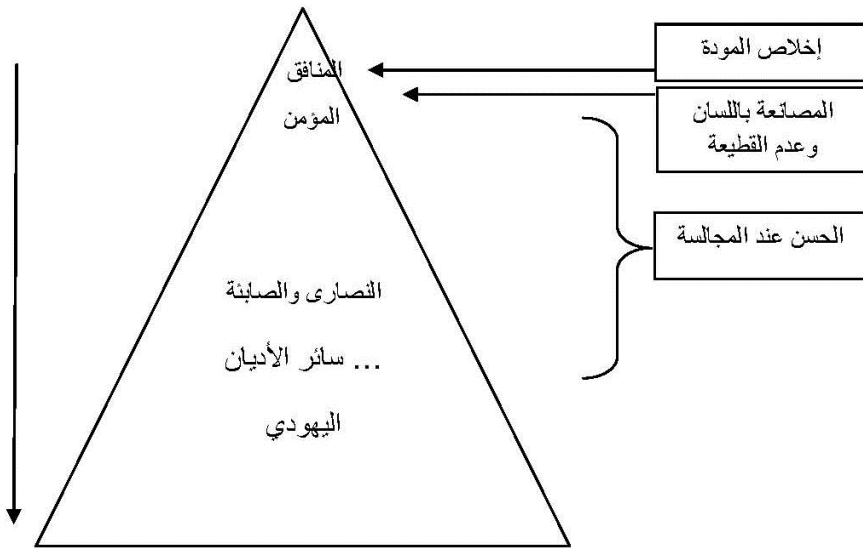 إخلاص المودة
المنافق
المصانعة باللسان
وعدم القطيعة
المؤمن
الحسن عند المجالسة
النصارى والصابئة
... سائر الأديان
اليهودي